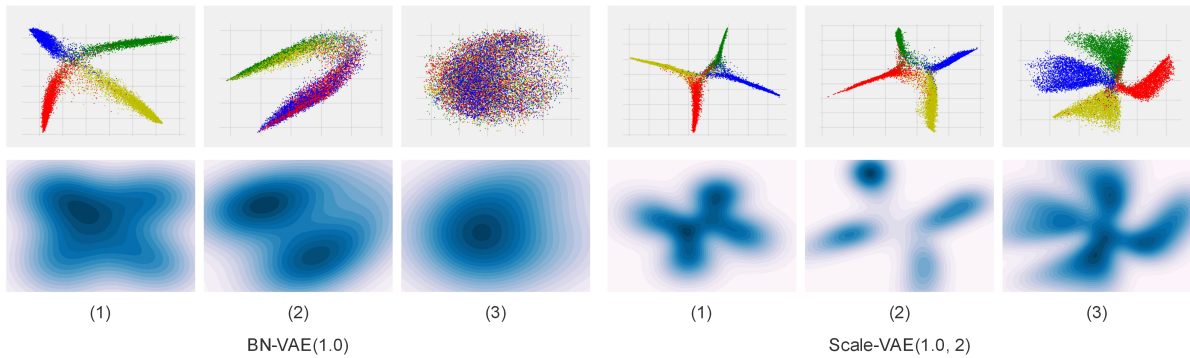 (1) (2) (3) (1) (2) (3)
BN-VAE(1.0) Scale-VAE(1.0, 2)